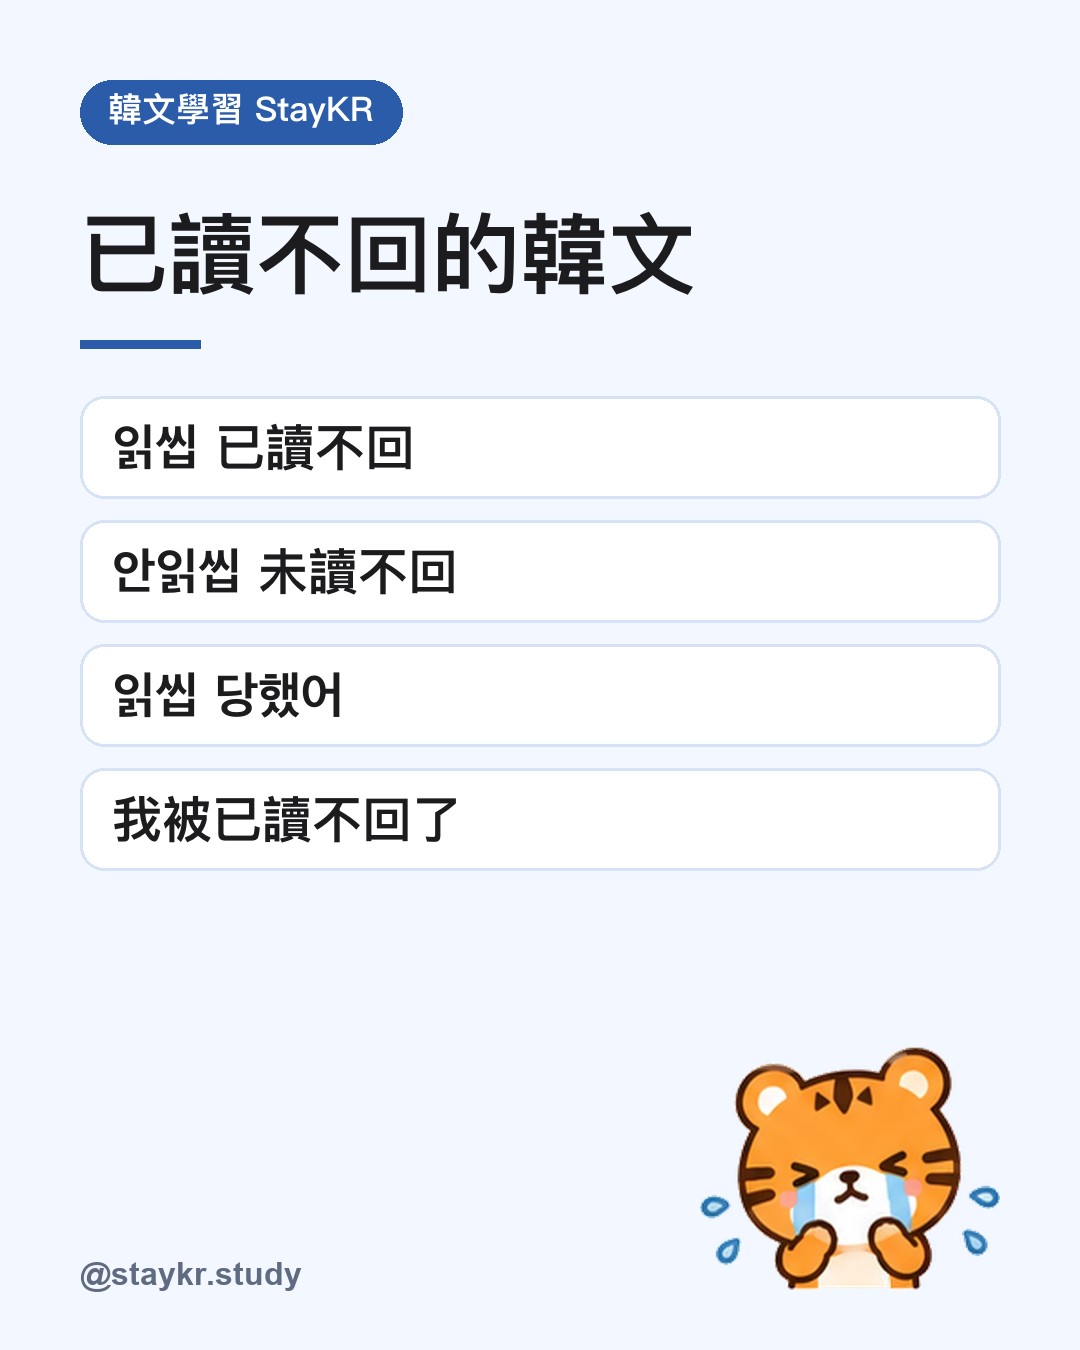 韓文學習 StayKR
已讀不回的韓文
읽씹 已讀不回
안읽씹 未讀不回
읽씹 당했어
我被已讀不回了
@staykr.study